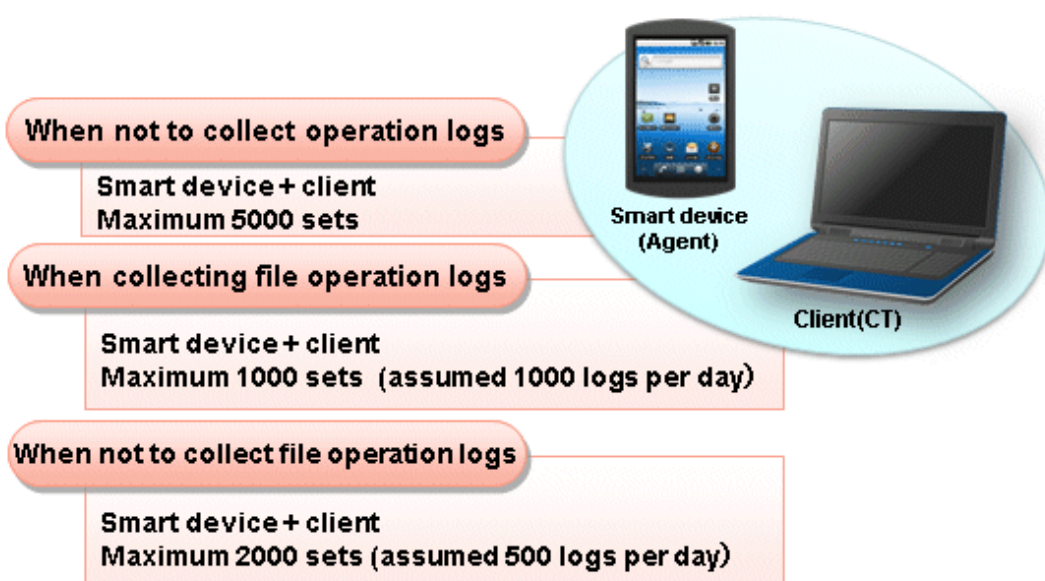 When not to collect operation logs
Smart device + client
Maximum 5000 sets
Smart device
(Agent)
Client(CT)
When collecting file operation logs
Smart device + client
Maximum 1000 sets (assumed 1000 logs per day)
When not to collect file operation logs
Smart device + client
Maximum 2000 sets (assumed 500 logs per day)